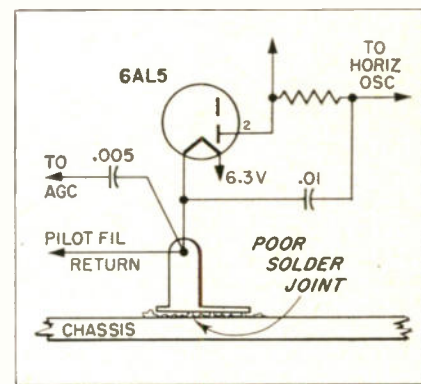 6AL5
TO
HORIZ
OSC
2
TO
AGC
.005
6.3V
.01
PILOT FIL
RETURN
POOR
SOLDER
JOINT
CHASSIS